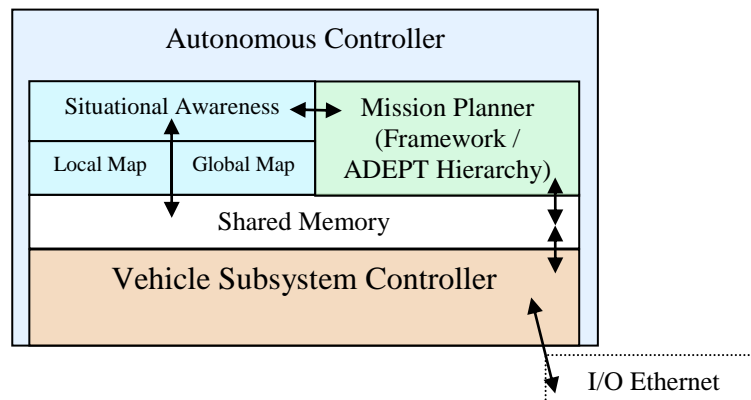 Autonomous Controller
Situational Awareness
Mission Planner
(Framework /
ADEPT Hierarchy)
Local Map
Global Map
Shared Memory
Vehicle Subsystem Controller
I/O Ethernet